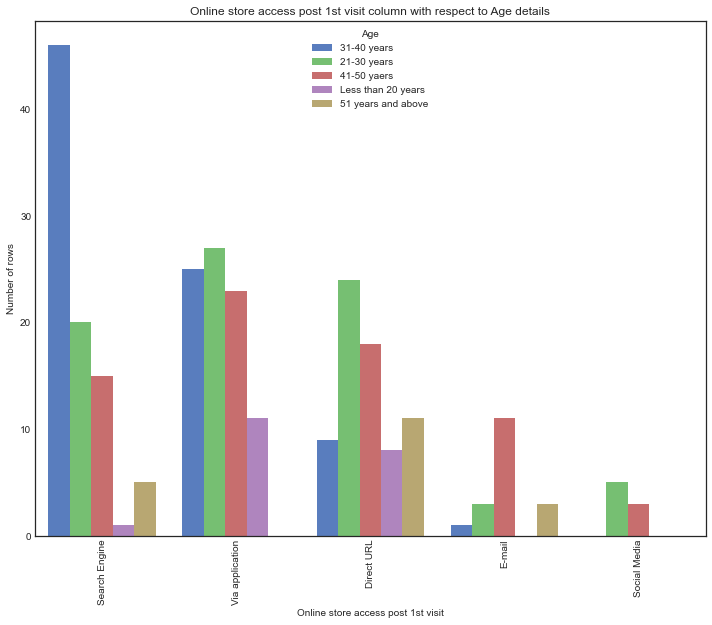 Online store access post 1st visit column with respect to Age details
Age
31-40 years
21-30 years
41-50 yaers
Less than 20 years
51 years and above
Number of rows
40
30
20
10
0
Search Engine
Via application
Direct URL
E-mail
Social Media
Online store access post 1st visit